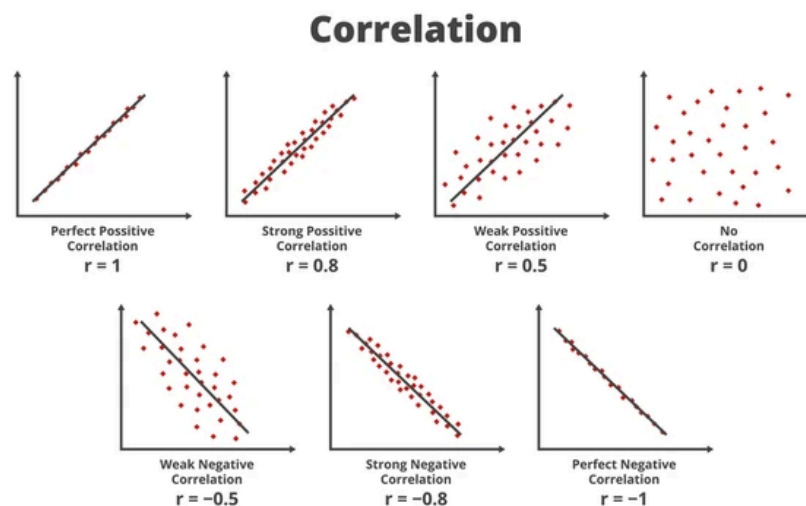 Correlation
Perfect Possitive
Correlation
r = 1
Strong Possitive
Correlation
r = 0.8
Weak Possitive
Correlation
r = 0.5
No
Correlation
r = 0
Weak Negative
Correlation
r = −0.5
Strong Negative
Correlation
r = −0.8
Perfect Negative
Correlation
r = −1